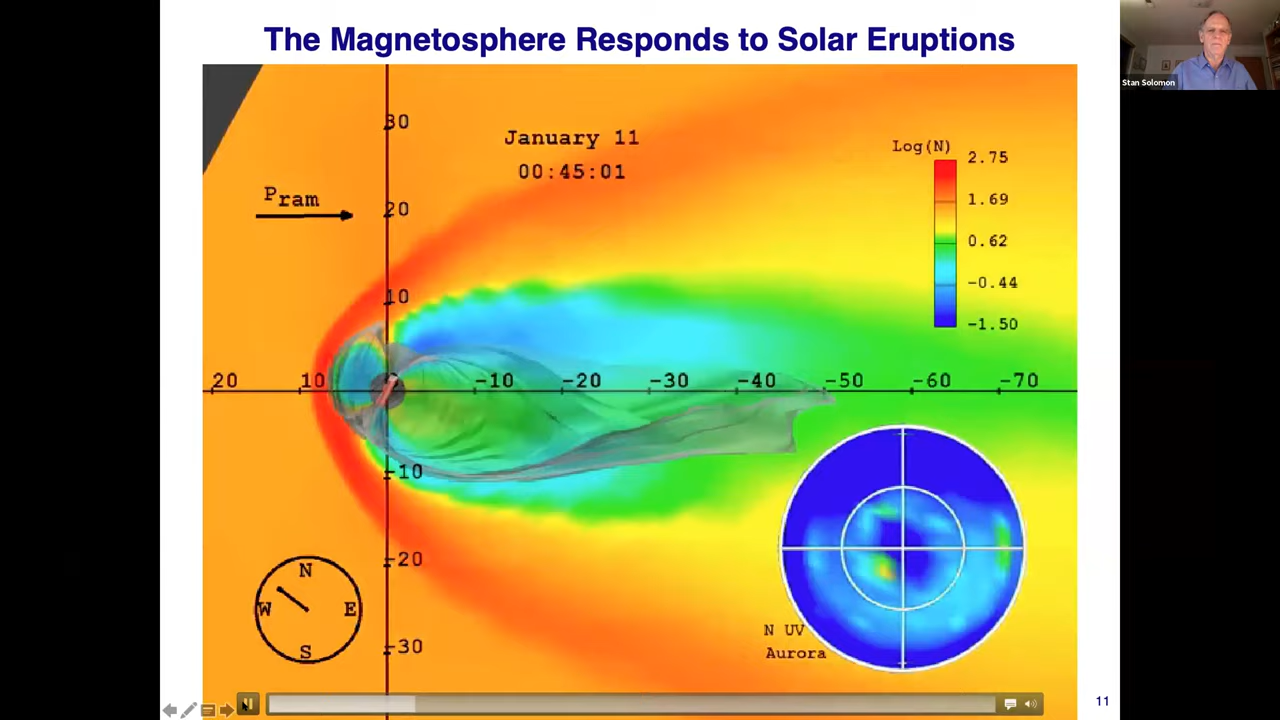 The Magnetosphere Responds to Solar Eruptions
Stan Solomon
January 11
00:45:01
Log(N)
2.75
1.69
0.62
-0.44
-1.50
Pram
30
20
10
20 10 -10 -20 -30 -40 -50 -60 -70
-10
-20
-30
N
W E
S
N UV
Aurora
11